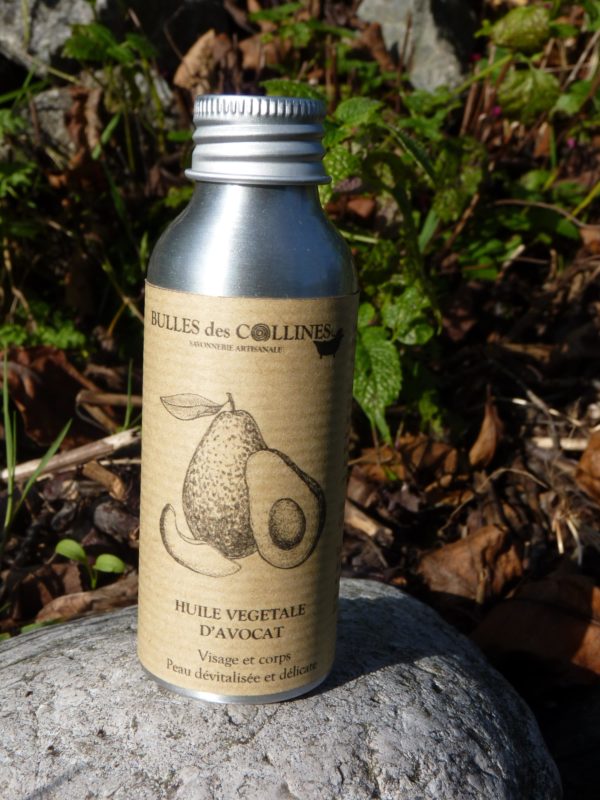 BULLES des COLLINES
SAVONNERIE ARTISANALE
HUILE VEGETALE
D'AVOCAT
Visage et corps
Peau dévitalisée et délicate